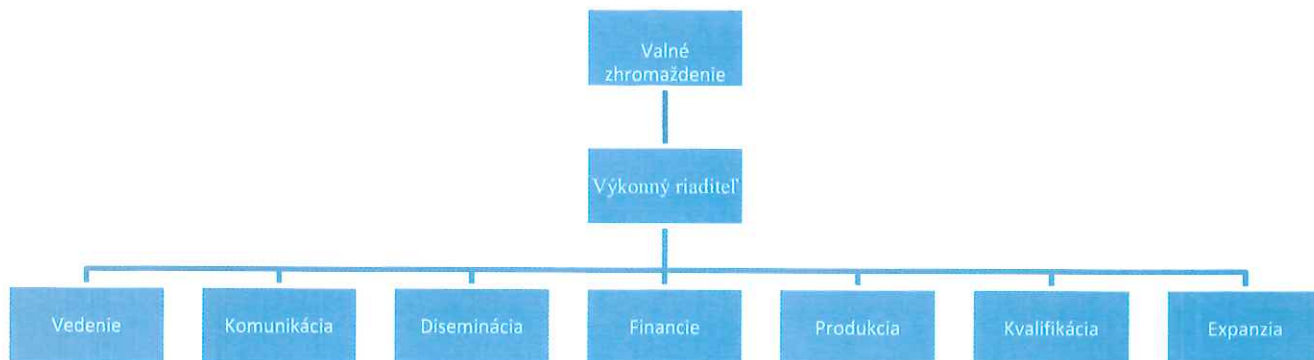 Valné
zhromaždenie
Výkonný riaditeľ
Vedenie
Komunikácia
Diseminácia
Financie
Produkcia
Kvalifikácia
Expanzia